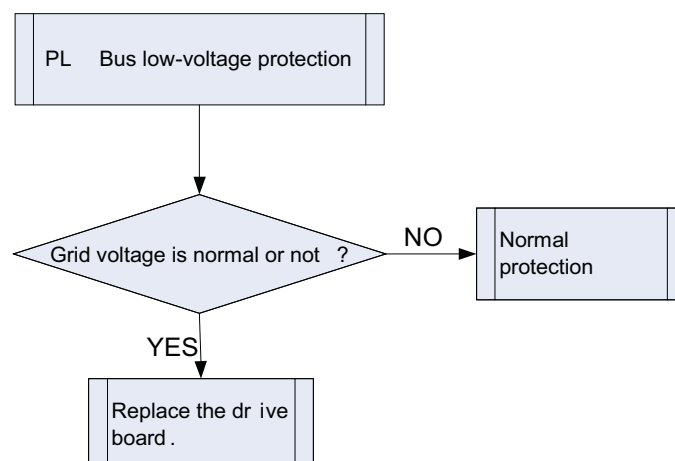 PL Bus low-voltage protection
Grid voltage is normal or not ?
NO
Normal
protection
YES
Replace the dr ive
board .